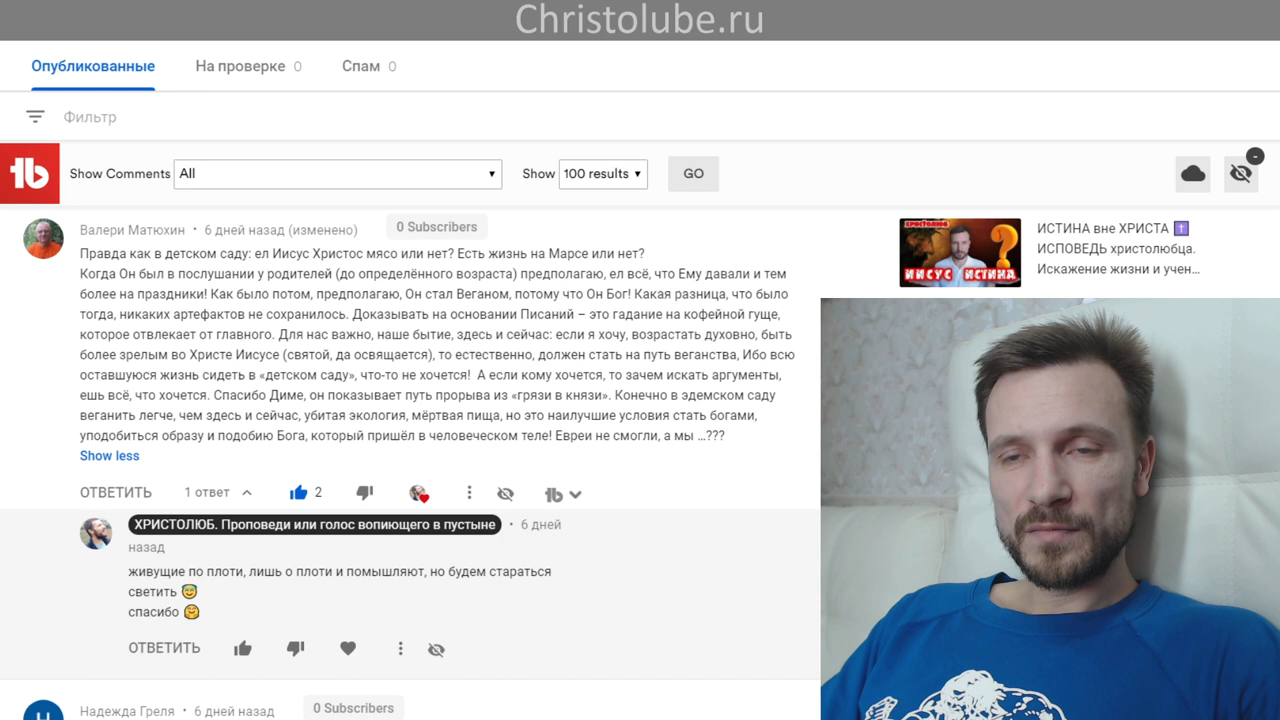 Christolube.ru
Опубликованные На проверке 0 Спам 0
Фильтр
tb Show Comments All Show 100 results GO -
Валери Матюхин • 6 дней назад (изменено) 0 Subscribers
Правда как в детском саду: ел Иисус Христос мясо или нет? Есть жизнь на Марсе или нет?
Когда Он был в послушании у родителей (до определённого возраста) предполагаю, ел всё, что Ему давали и тем
более на праздники! Как было потом, предполагаю, Он стал Веганом, потому что Он Бог! Какая разница, что было
тогда, никаких артефактов не сохранилось. Доказывать на основании Писаний – это гадание на кофейной гуще,
которое отвлекает от главного. Для нас важно, наше бытие, здесь и сейчас: если я хочу, возрастать духовно, быть
более зрелым во Христе Иисусе (святой, да освящается), то естественно, должен стать на путь веганства, Ибо всю
оставшуюся жизнь сидеть в «детском саду», что-то не хочется! А если кому хочется, то зачем искать аргументы,
ешь всё, что хочется. Спасибо Диме, он показывает путь прорыва из «грязи в князи». Конечно в эдемском саду
веганить легче, чем здесь и сейчас, убитая экология, мёртвая пища, но это наилучшие условия стать богами,
уподобиться образу и подобию Бога, который пришёл в человеческом теле! Евреи не смогли, а мы …???
Show less
ОТВЕТИТЬ 1 ответ 2 tb
ХРИСТОЛЮБ
ИИСУС ИСТИНА
ИСТИНА вне ХРИСТА ✝️
ИСПОВЕДЬ христолюбца.
Искажение жизни и учен...
ХРИСТОЛЮБ. Проповеди или голос вопиющего в пустыне • 6 дней
назад
живущие по плоти, лишь о плоти и помышляют, но будем стараться
светить 😇
спасибо 🤗
ОТВЕТИТЬ
Надежда Греля • 6 дней назад 0 Subscribers